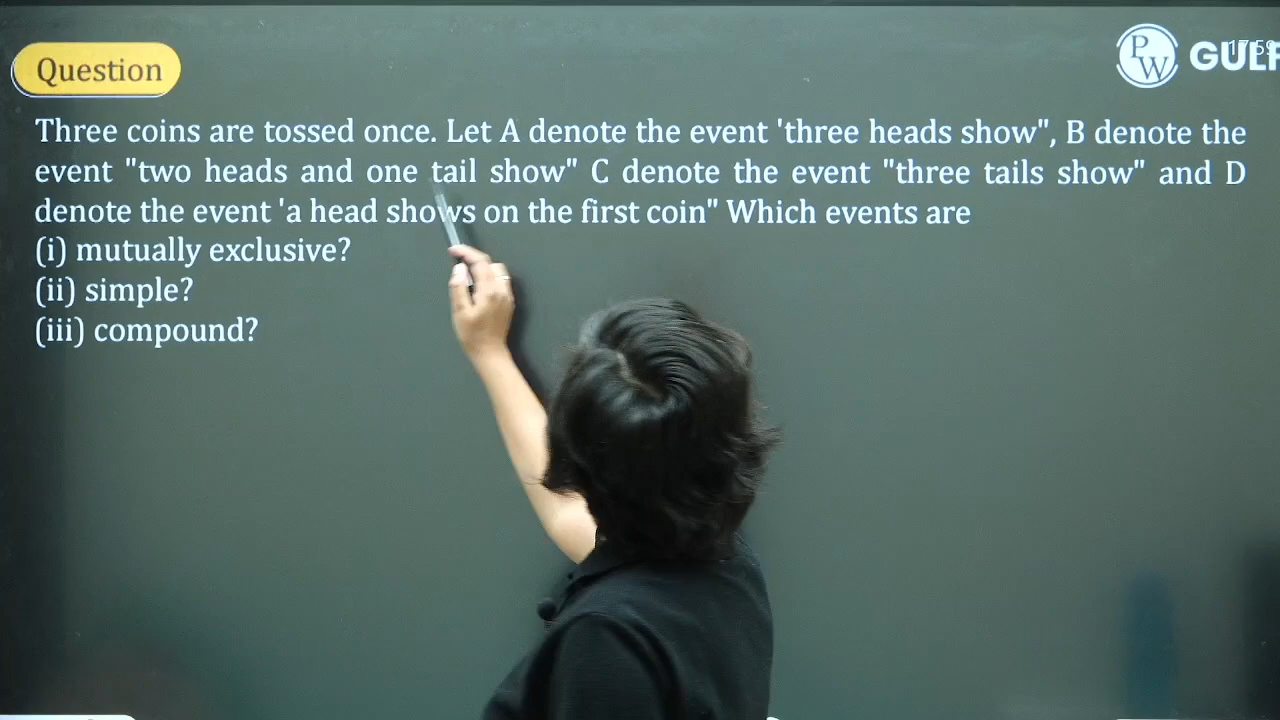 Question
P
W
GULF
17:59
Three coins are tossed once. Let A denote the event 'three heads show", B denote the
event "two heads and one tail show" C denote the event "three tails show" and D
denote the event 'a head shows on the first coin" Which events are
(i) mutually exclusive?
(ii) simple?
(iii) compound?